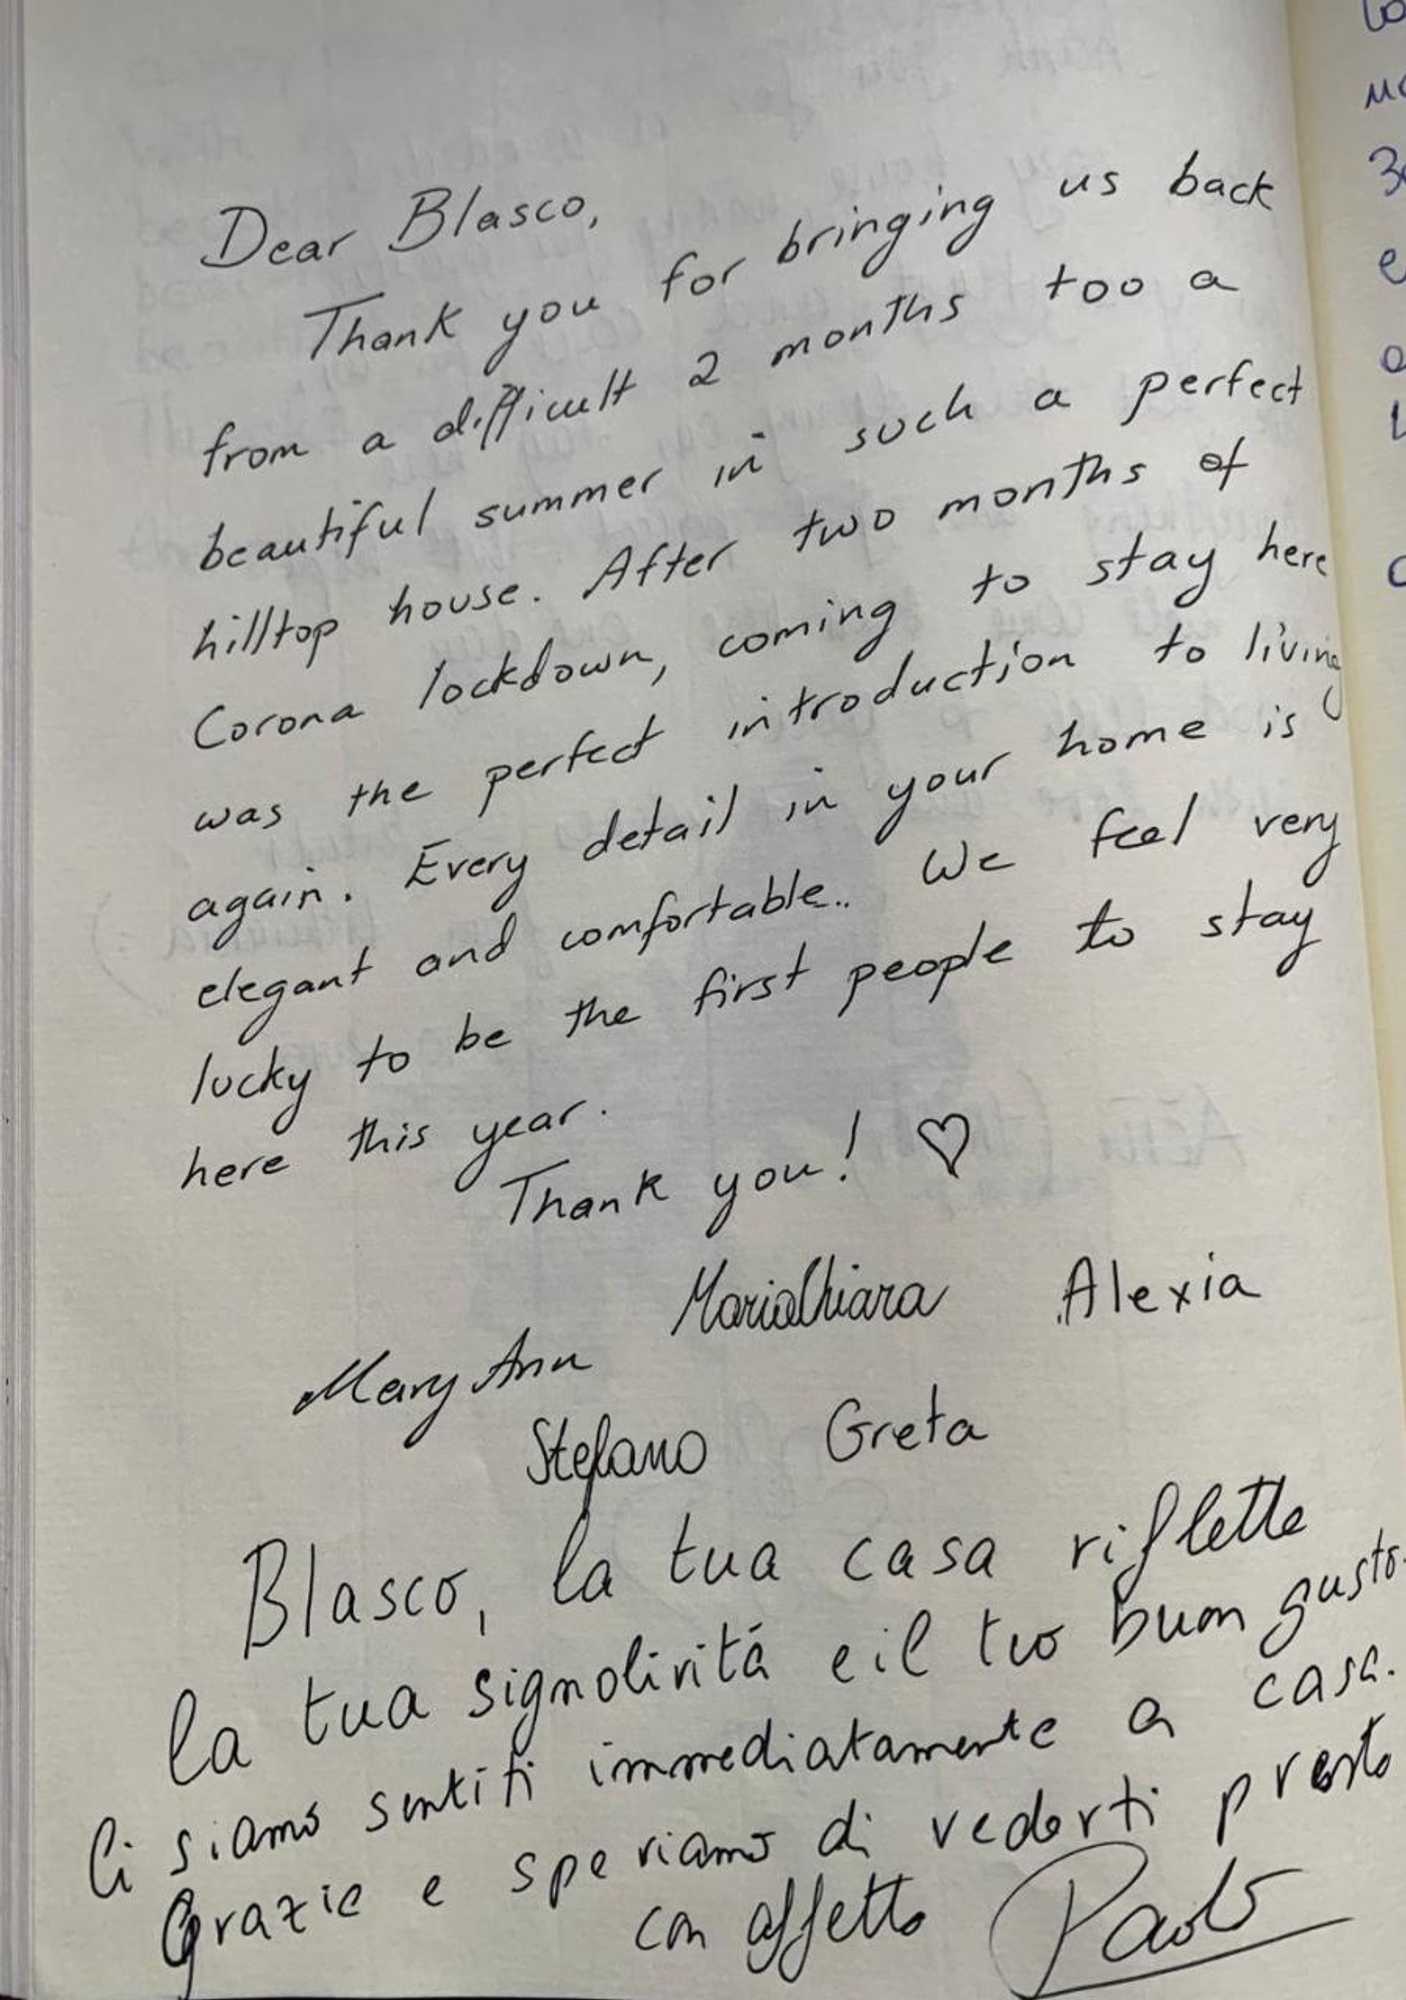 Dear Blasco,
Thank you for bringing us back
from a difficult 2 months too a
beautiful summer in such a perfect
hilltop house. After two months of
Corona lockdown, coming to stay here
was the perfect introduction to living
again. Every detail in your home is
elegant and comfortable.. We feel very
lucky to be the first people to stay
here this year.
Thank you! ♡
MariaChiara Alexia
Mary Ann
Stefano Greta
Blasco, la tua casa riflette
la tua signolirità e il tuo buon gusto.
Ci siamo sentiti immediatamente a casa.
Grazie e speriamo di vederti presto
con affetto Paolo